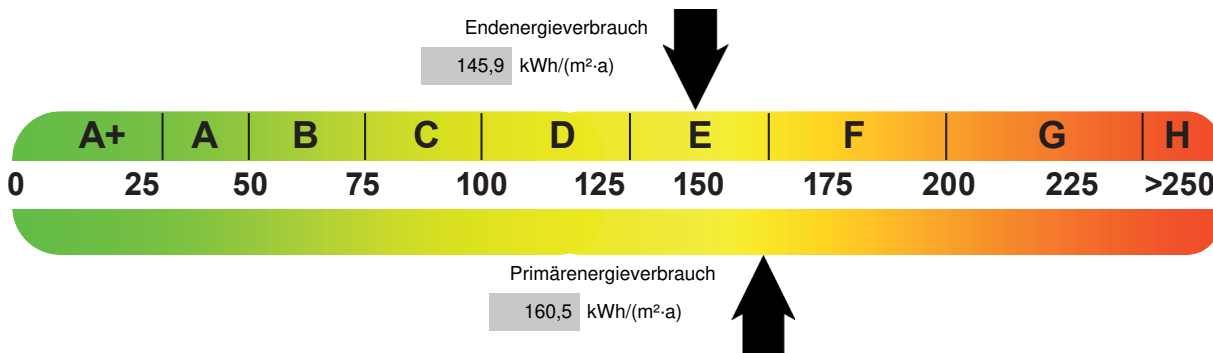 Endenergieverbrauch
145,9 kWh/(m²·a)
A+ A B C D E F G H
0 25 50 75 100 125 150 175 200 225 >250
Primärenergieverbrauch
160,5 kWh/(m²·a)